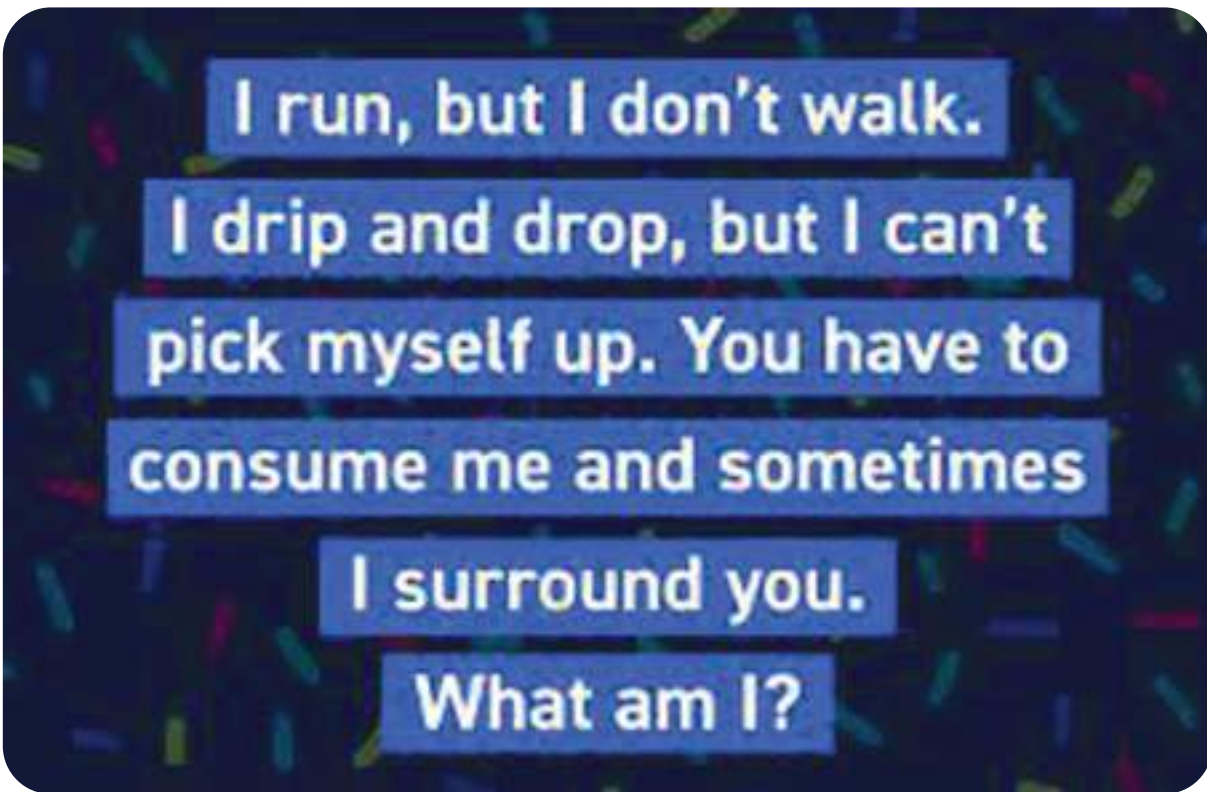 I run, but I don’t walk.
I drip and drop, but I can’t
pick myself up. You have to
consume me and sometimes
I surround you.
What am I?